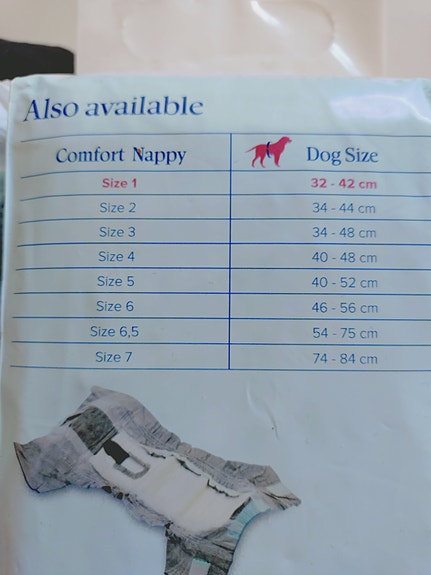 Also available
Comfort Nappy Dog Size
Size 1 32 - 42 cm
Size 2 34 - 44 cm
Size 3 34 - 48 cm
Size 4 40 - 48 cm
Size 5 40 - 52 cm
Size 6 46 - 56 cm
Size 6,5 54 - 75 cm
Size 7 74 - 84 cm